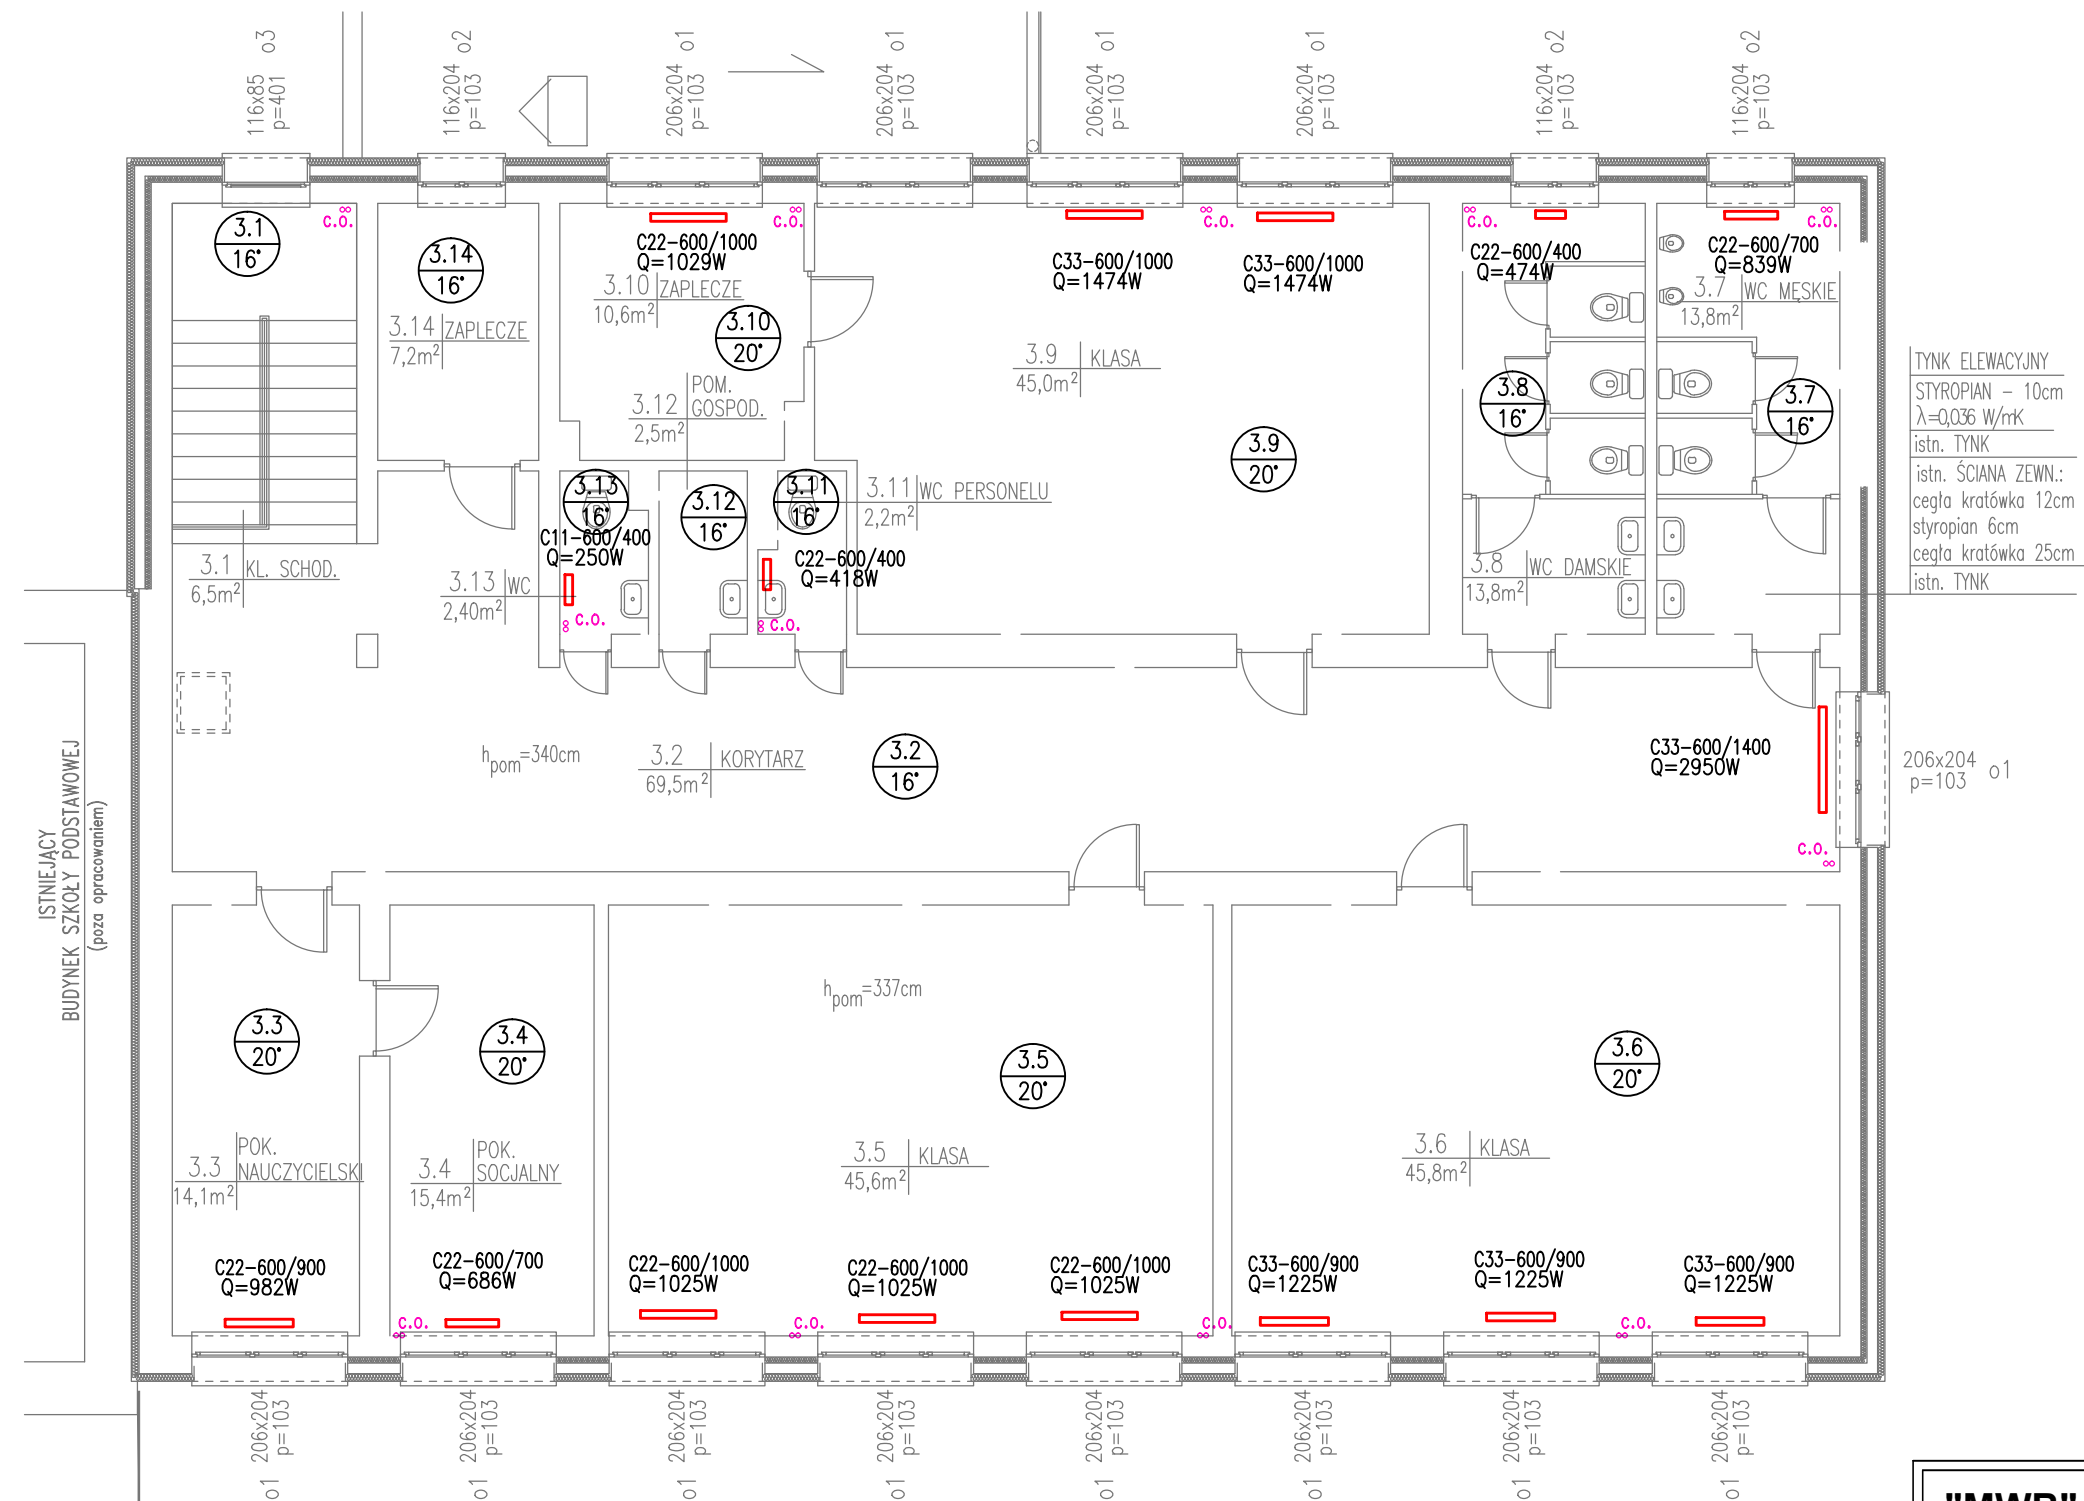 116x85 o3
p=401
116x204 o2
p=103
206x204 o1
p=103
206x204 o1
p=103
206x204 o1
p=103
206x204 o1
p=103
116x204 o2
p=103
116x204 o2
p=103
3.1
16°
c.o.
3.14
16°
3.14 ZAPLECZE
7,2m²
c.o.
C22-600/1000
Q=1029W
3.10 ZAPLECZE
10,6m²
3.10
20°
POM.
3.12 GOSPOD.
2,5m²
c.o.
C33-600/1000
Q=1474W
C33-600/1000
Q=1474W
3.9 KLASA
45,0m²
3.9
20°
c.o.
C22-600/400
Q=474W
c.o.
C22-600/700
Q=839W
3.7 WC MĘSKIE
13,8m²
3.8
16°
3.7
16°
TYNK ELEWACYJNY
STYROPIAN - 10cm
λ=0,036 W/mK
istn. TYNK
istn. ŚCIANA ZEWN.:
cegła kratówka 12cm
styropian 6cm
cegła kratówka 25cm
istn. TYNK
3.13
16°
3.12
16°
3.11
16°
3.11 WC PERSONELU
2,2m²
C11-600/400
Q=250W
C22-600/400
Q=418W
3.1 KL. SCHOD.
6,5m²
3.13 WC
2,40m²
c.o.
c.o.
3.8 WC DAMSKIE
13,8m²
ISTNIEJĄCY
BUDYNEK SZKOŁY PODSTAWOWEJ
(poza opracowaniem)
hpom=340cm
3.2 KORYTARZ
69,5m²
3.2
16°
C33-600/1400
Q=2950W
c.o.
206x204 o1
p=103
hpom=337cm
3.3
20°
3.4
20°
3.5
20°
3.6
20°
POK.
3.3 NAUCZYCIELSKI
14,1m²
POK.
3.4 SOCJALNY
15,4m²
3.5 KLASA
45,6m²
3.6 KLASA
45,8m²
C22-600/900
Q=982W
C22-600/700
Q=686W
C22-600/1000
Q=1025W
C22-600/1000
Q=1025W
C22-600/1000
Q=1025W
C33-600/900
Q=1225W
C33-600/900
Q=1225W
C33-600/900
Q=1225W
c.o.
c.o.
c.o.
c.o.
o1 206x204
p=103
o1 206x204
p=103
o1 206x204
p=103
o1 206x204
p=103
o1 206x204
p=103
o1 206x204
p=103
o1 206x204
p=103
o1 206x204
p=103
"MWB"